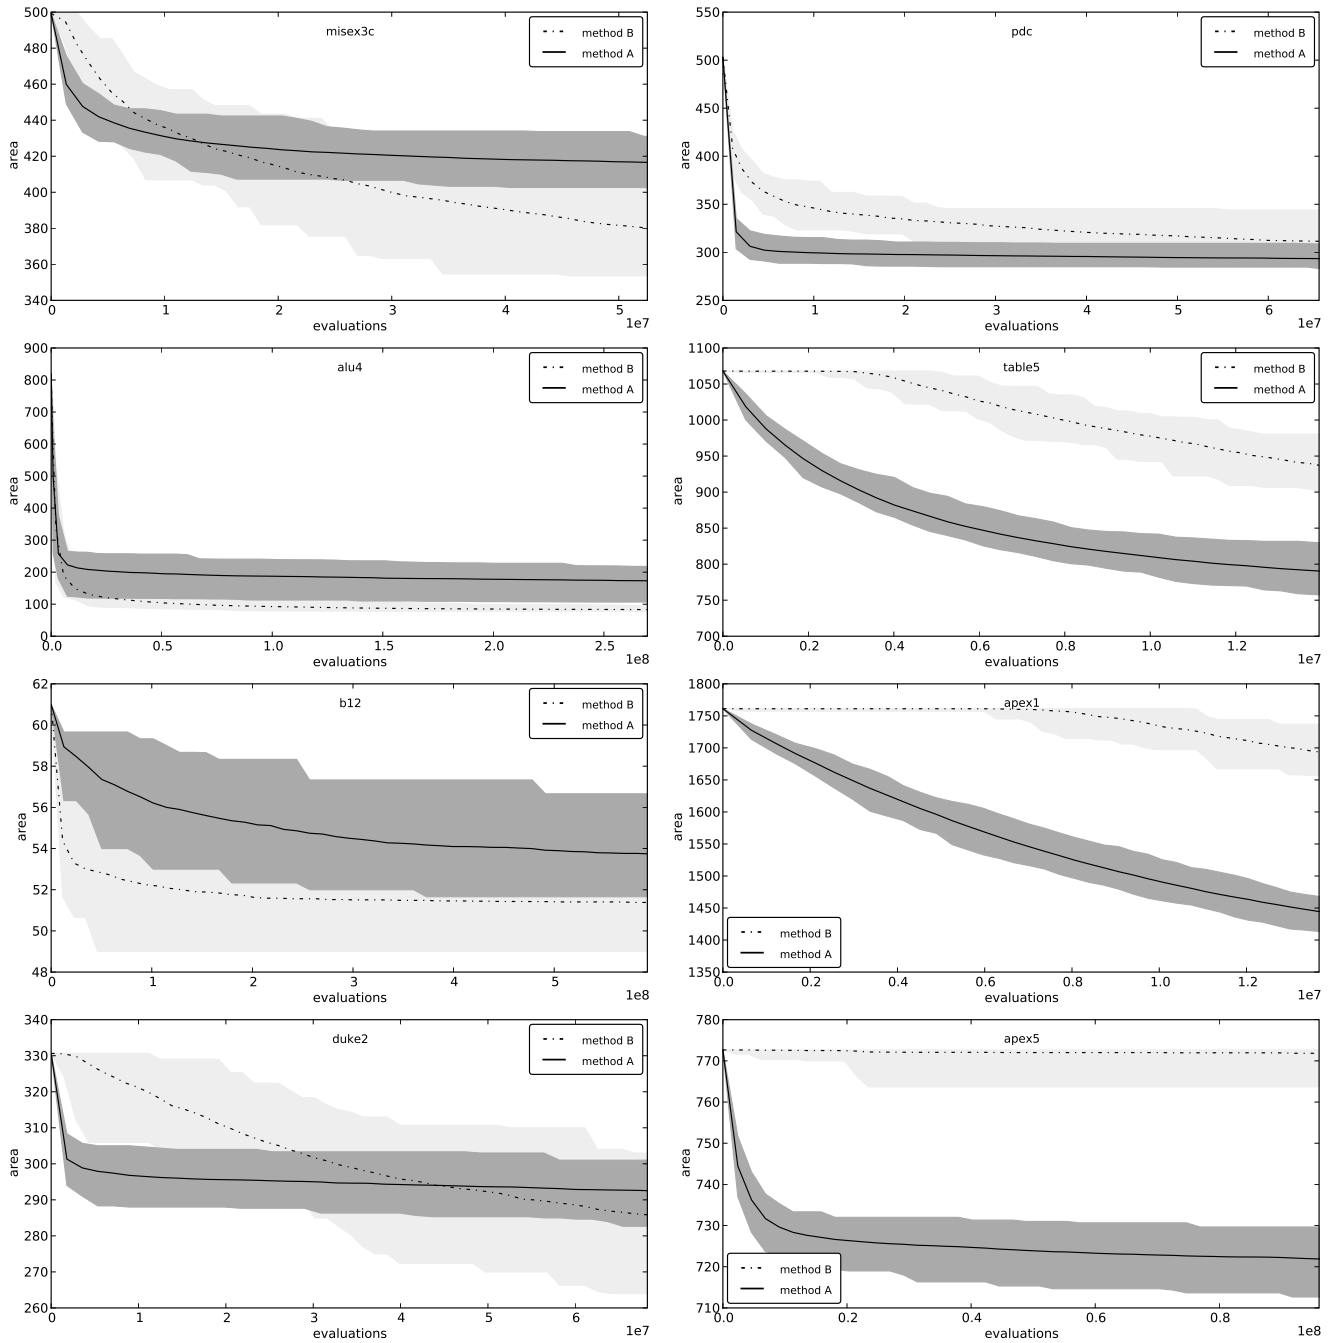 500
480
460
440
420
400
380
360
340
area
misex3c
method B
method A
0 1 2 3 4 5
1e7
evaluations
550
500
450
400
350
300
250
area
pdc
method B
method A
0 1 2 3 4 5 6
1e7
evaluations
900
800
700
600
500
400
300
200
100
0
area
alu4
method B
method A
0.0 0.5 1.0 1.5 2.0 2.5
1e8
evaluations
1100
1050
1000
950
900
850
800
750
700
area
table5
method B
method A
0.0 0.2 0.4 0.6 0.8 1.0 1.2
1e7
evaluations
62
60
58
56
54
52
50
48
area
b12
method B
method A
0 1 2 3 4 5
1e8
evaluations
1800
1750
1700
1650
1600
1550
1500
1450
1400
1350
area
apex1
method B
method A
0.0 0.2 0.4 0.6 0.8 1.0 1.2
1e7
evaluations
340
330
320
310
300
290
280
270
260
area
duke2
method B
method A
0 1 2 3 4 5 6
1e7
evaluations
780
770
760
750
740
730
720
710
area
apex5
method B
method A
0.0 0.2 0.4 0.6 0.8
1e8
evaluations